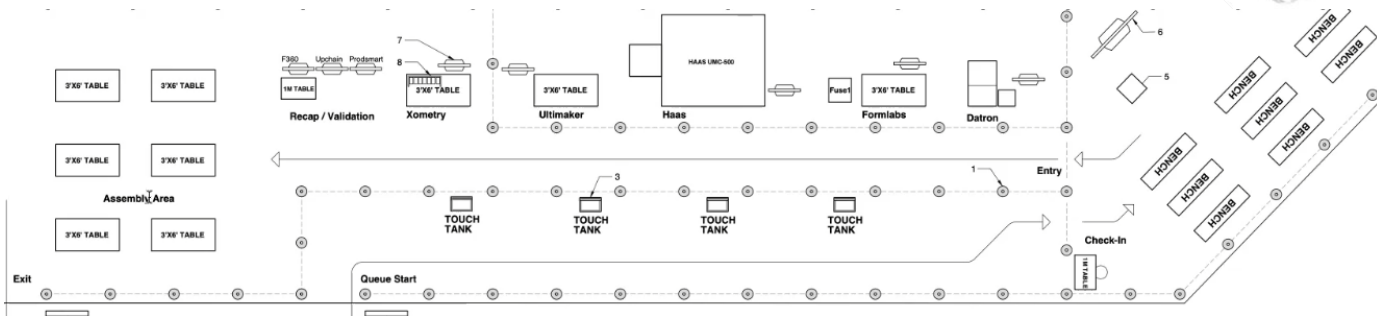 F360 Upchain Prodsmart
1M TABLE
Recap / Validation
7
8
3'X6' TABLE
Xometry
3'X6' TABLE
Ultimaker
HAAS UMC-500
Haas
Fuse1
3'X6' TABLE
Formlabs
Datron
6
5
BENCH
BENCH
BENCH
BENCH
BENCH
BENCH
BENCH
BENCH
3'X6' TABLE
3'X6' TABLE
3'X6' TABLE
3'X6' TABLE
Assembly Area
3'X6' TABLE
3'X6' TABLE
Entry
1
3
TOUCH
TANK
TOUCH
TANK
TOUCH
TANK
TOUCH
TANK
Check-In
1M TABLE
Exit
Queue Start